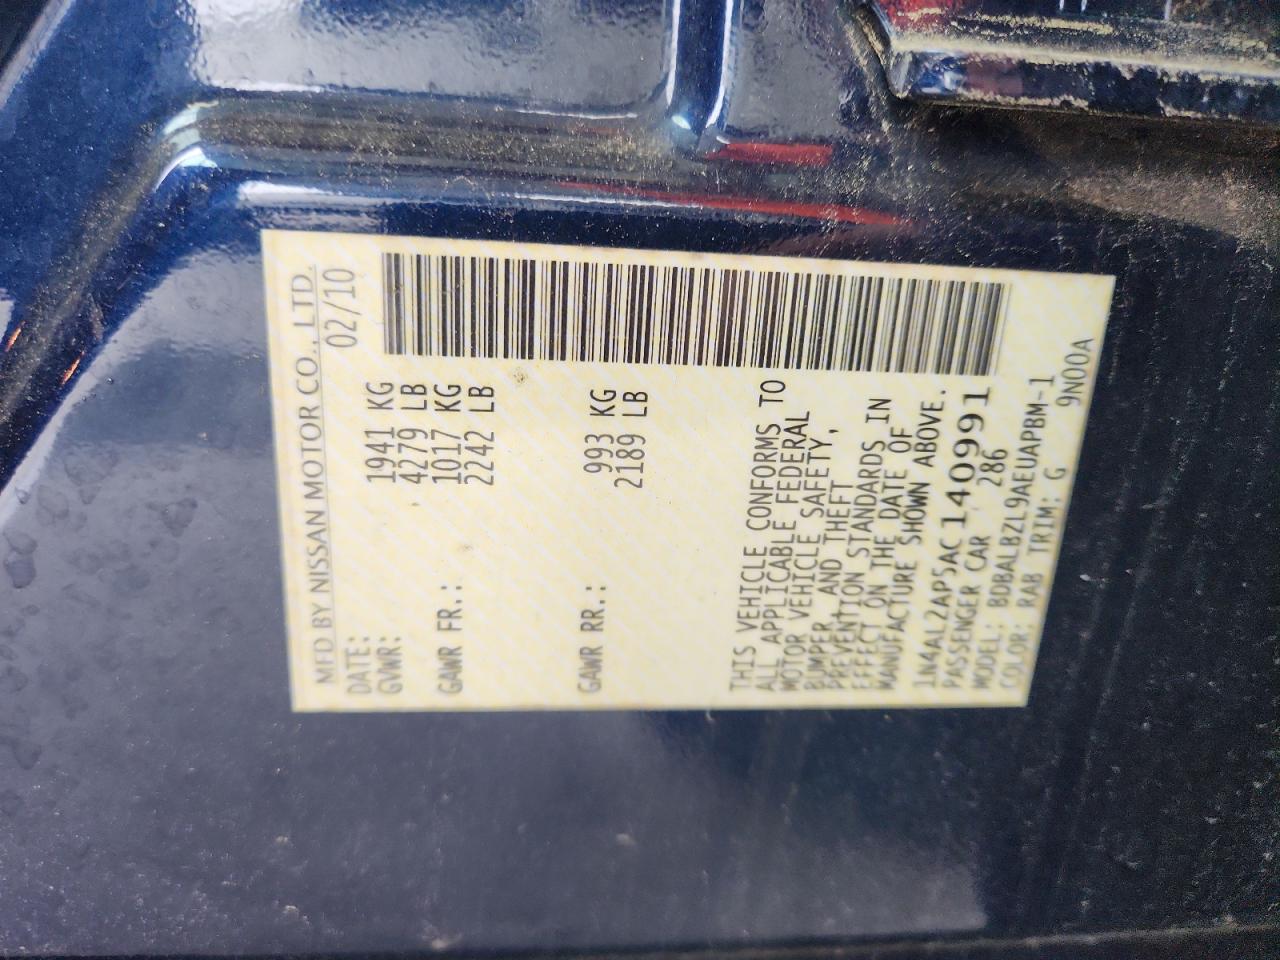 MFD BY NISSAN MOTOR CO., LTD.
DATE: 02/10
GVWR: 1941 KG
4279 LB
GAWR FR.: 1017 KG
2242 LB
GAWR RR.: 993 KG
2189 LB
THIS VEHICLE CONFORMS TO
ALL APPLICABLE FEDERAL
MOTOR VEHICLE SAFETY,
BUMPER, AND THEFT
PREVENTION STANDARDS IN
EFFECT ON THE DATE OF
MANUFACTURE SHOWN ABOVE.
1N4AL2AP5AC140991
PASSENGER CAR 286
MODEL: BDBALBZL9AEUAPBM-1
COLOR: RAB TRIM: G 9N00A